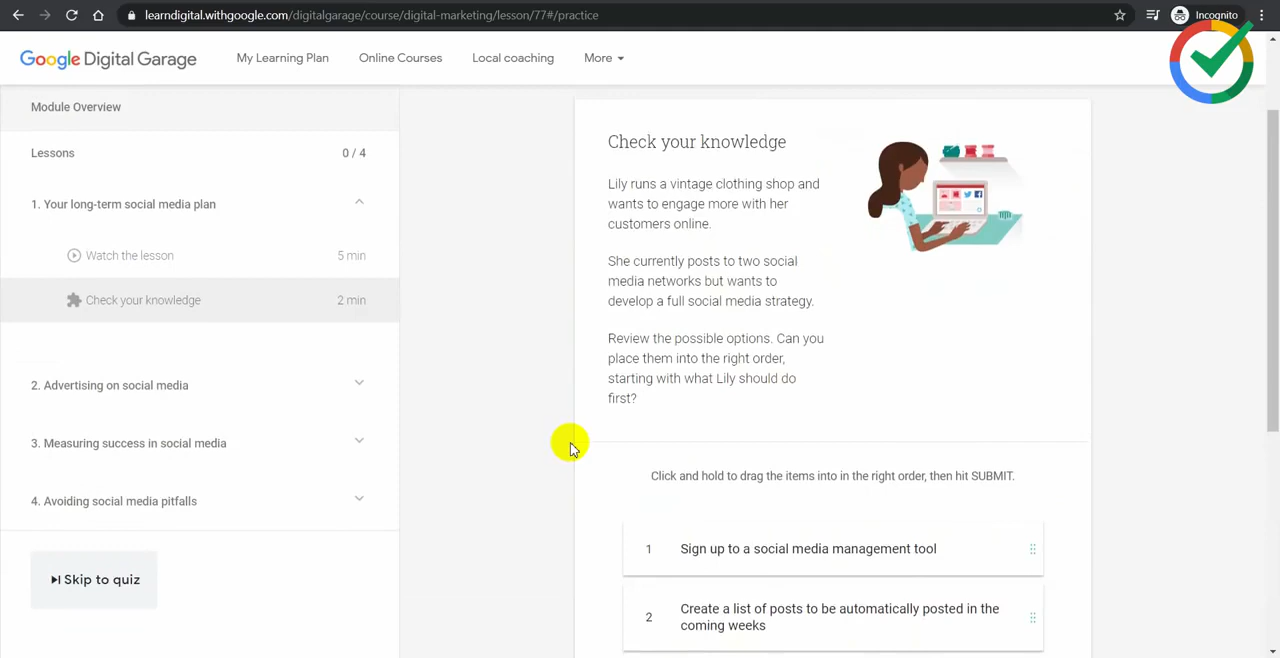 learndigital.withgoogle.com/digitalgarage/course/digital-marketing/lesson/77#/practice
Incognito
Google Digital Garage
My Learning Plan
Online Courses
Local coaching
More
Module Overview
Lessons
0 / 4
1. Your long-term social media plan
Watch the lesson
5 min
Check your knowledge
2 min
2. Advertising on social media
3. Measuring success in social media
4. Avoiding social media pitfalls
Skip to quiz
Check your knowledge
Lily runs a vintage clothing shop and
wants to engage more with her
customers online.
She currently posts to two social
media networks but wants to
develop a full social media strategy.
Review the possible options. Can you
place them into the right order,
starting with what Lily should do
first?
Click and hold to drag the items into in the right order, then hit SUBMIT.
1 Sign up to a social media management tool
2 Create a list of posts to be automatically posted in the
coming weeks